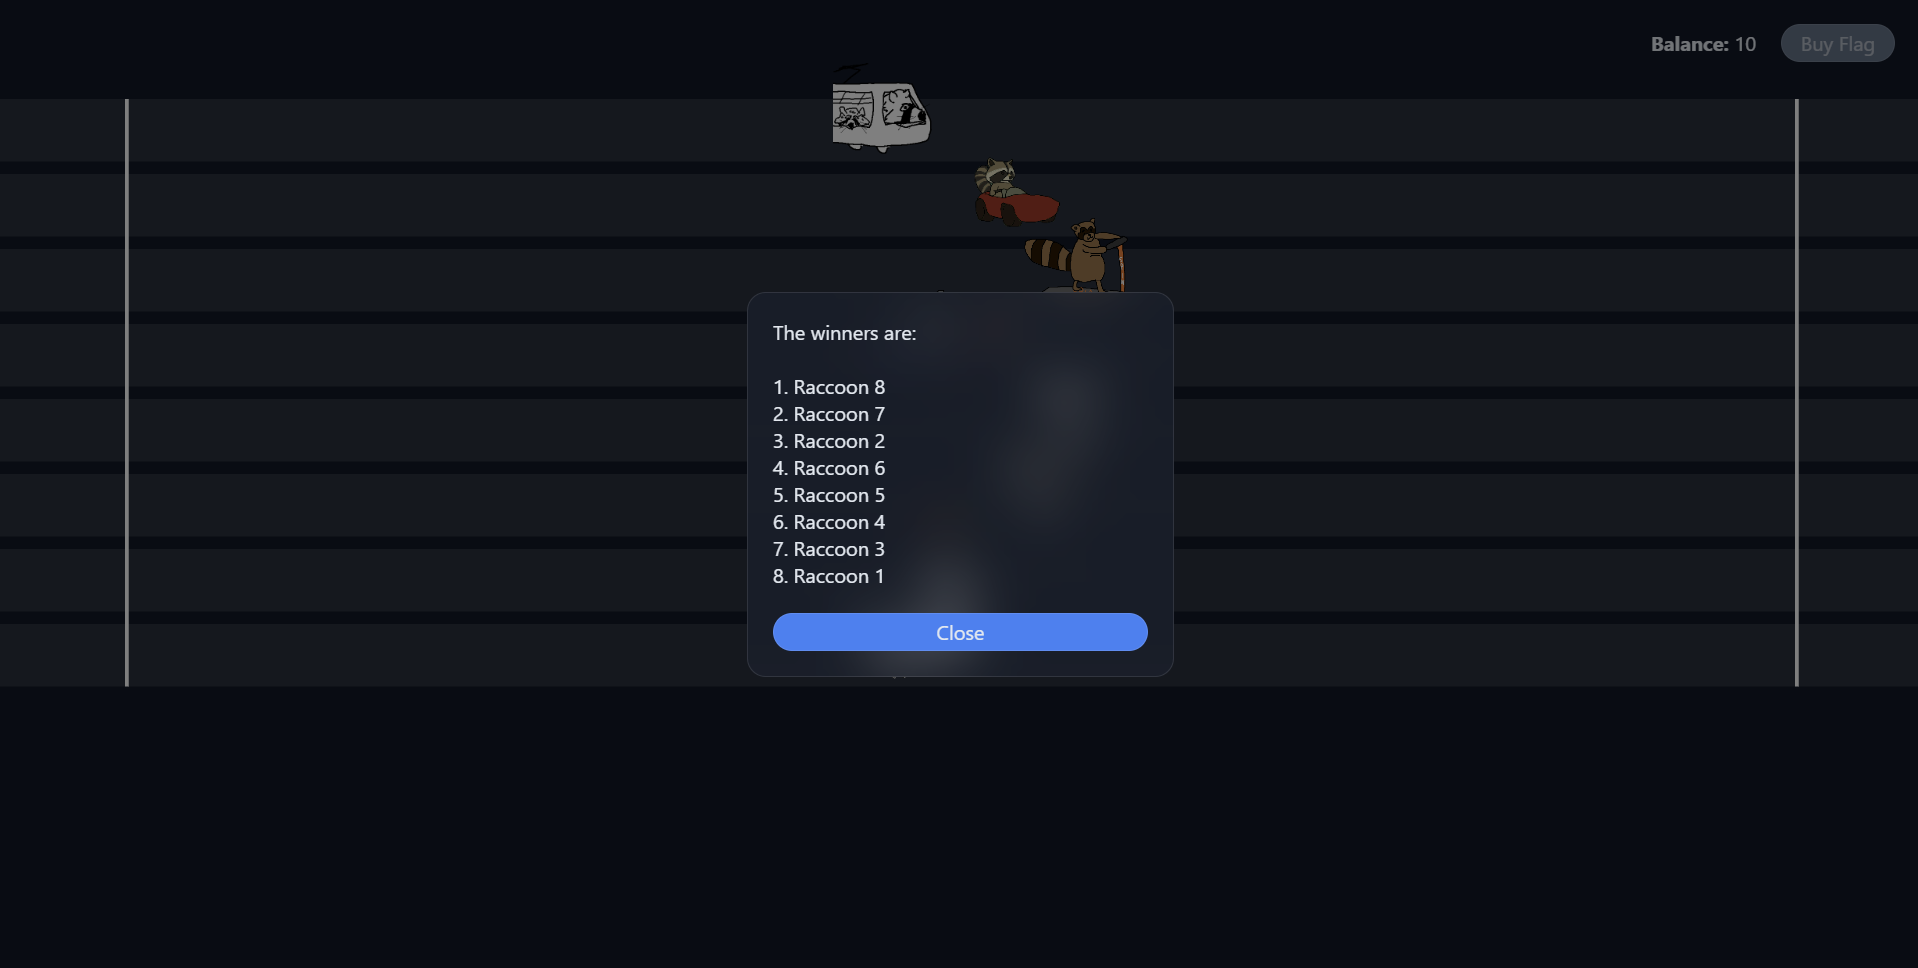 Balance: 10 Buy Flag
The winners are:
1. Raccoon 8
2. Raccoon 7
3. Raccoon 2
4. Raccoon 6
5. Raccoon 5
6. Raccoon 4
7. Raccoon 3
8. Raccoon 1
Close